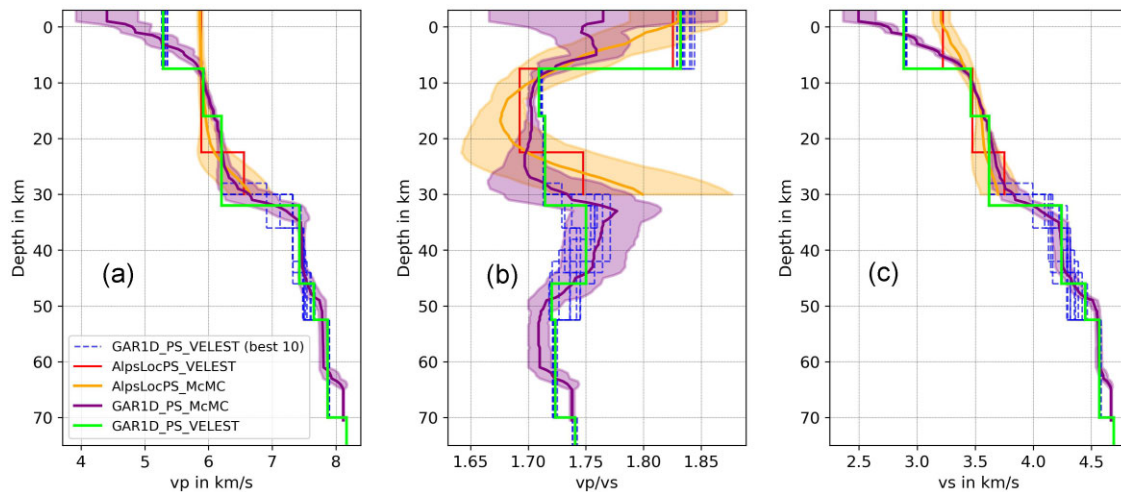 0
10
20
30
40
50
60
70
Depth in km
(a)
GAR1D_PS_VELEST (best 10)
AlpsLocPS_VELEST
AlpsLocPS_McMC
GAR1D_PS_McMC
GAR1D_PS_VELEST
4 5 6 7 8
vp in km/s
0
10
20
30
40
50
60
70
Depth in km
(b)
1.65 1.70 1.75 1.80 1.85
vp/vs
0
10
20
30
40
50
60
70
Depth in km
(c)
2.5 3.0 3.5 4.0 4.5
vs in km/s